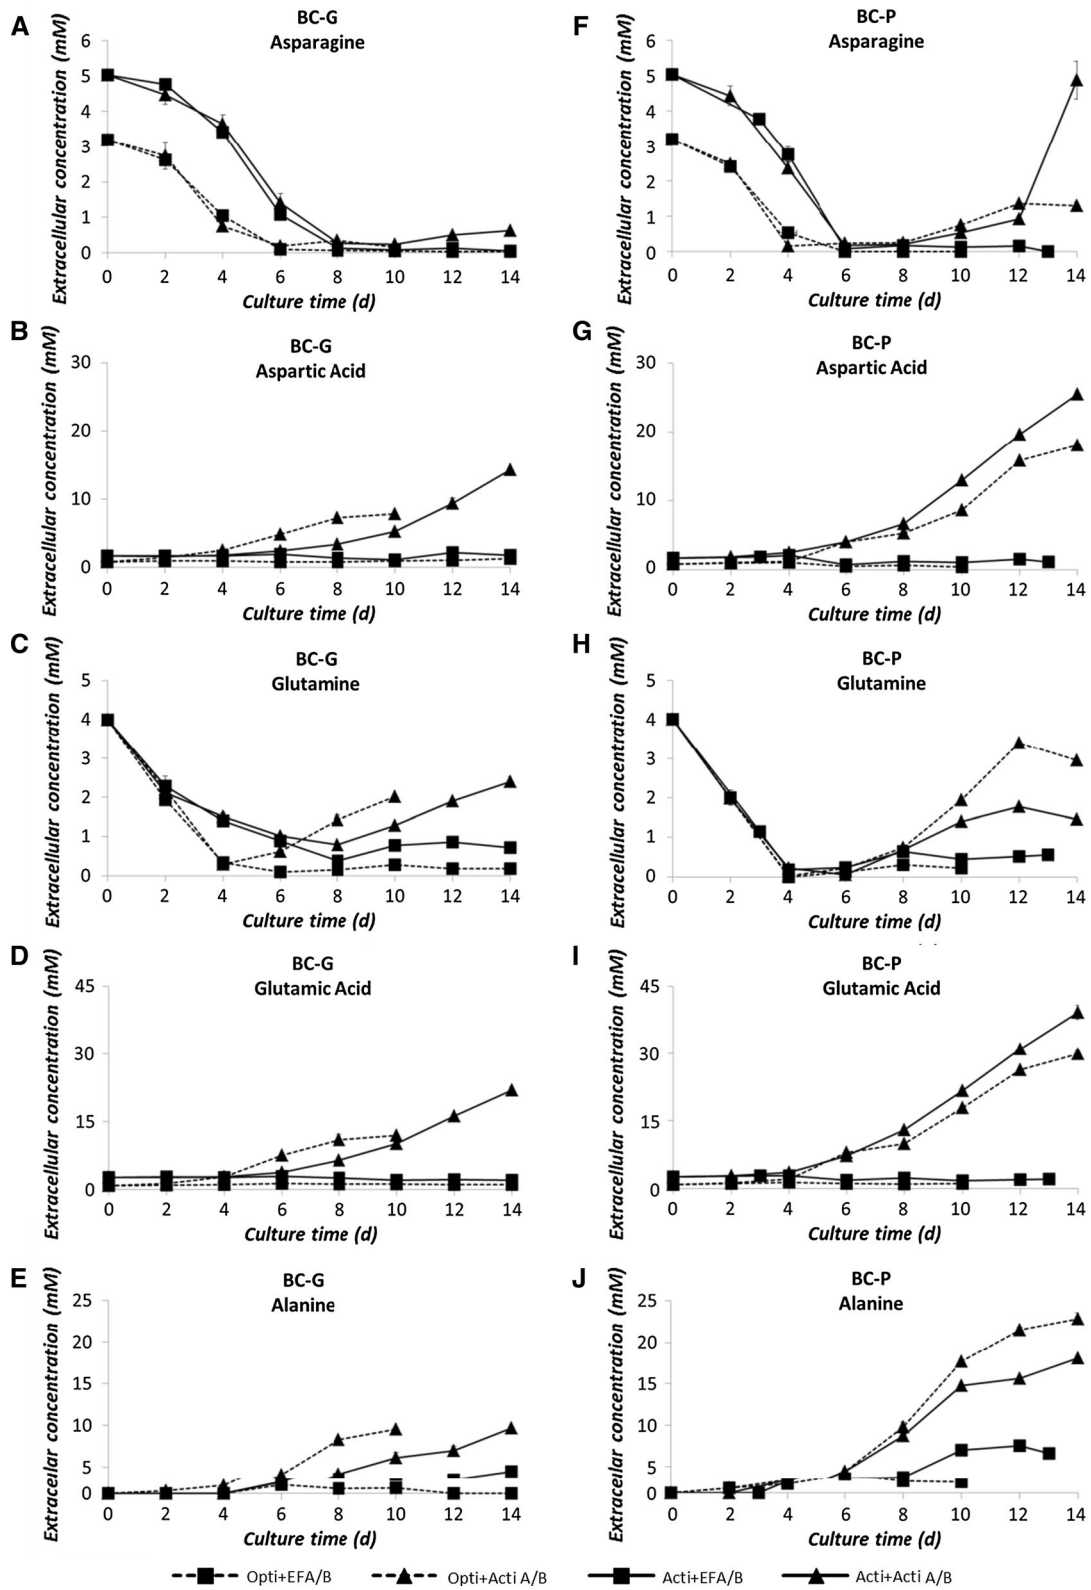 A
BC-G
Asparagine
Extracellular concentration (mM)
6
5
4
3
2
1
0
0 2 4 6 8 10 12 14
Culture time (d)
F
BC-P
Asparagine
Extracellular concentration (mM)
6
5
4
3
2
1
0
0 2 4 6 8 10 12 14
Culture time (d)
B
BC-G
Aspartic Acid
Extracellular concentration (mM)
30
20
10
0
0 2 4 6 8 10 12 14
Culture time (d)
G
BC-P
Aspartic Acid
Extracellular concentration (mM)
30
20
10
0
0 2 4 6 8 10 12 14
Culture time (d)
C
BC-G
Glutamine
Extracellular concentration (mM)
5
4
3
2
1
0
0 2 4 6 8 10 12 14
Culture time (d)
H
BC-P
Glutamine
Extracellular concentration (mM)
5
4
3
2
1
0
0 2 4 6 8 10 12 14
Culture time (d)
D
BC-G
Glutamic Acid
Extracellular concentration (mM)
45
30
15
0
0 2 4 6 8 10 12 14
Culture time (d)
I
BC-P
Glutamic Acid
Extracellular concentration (mM)
45
30
15
0
0 2 4 6 8 10 12 14
Culture time (d)
E
BC-G
Alanine
Extraceilar concentration (mM)
25
20
15
10
5
0
0 2 4 6 8 10 12 14
Culture time (d)
J
BC-P
Alanine
Extraceilar concentration (mM)
25
20
15
10
5
0
0 2 4 6 8 10 12 14
Culture time (d)
Opti+EFA/B Opti+Acti A/B Acti+EFA/B Acti+Acti A/B